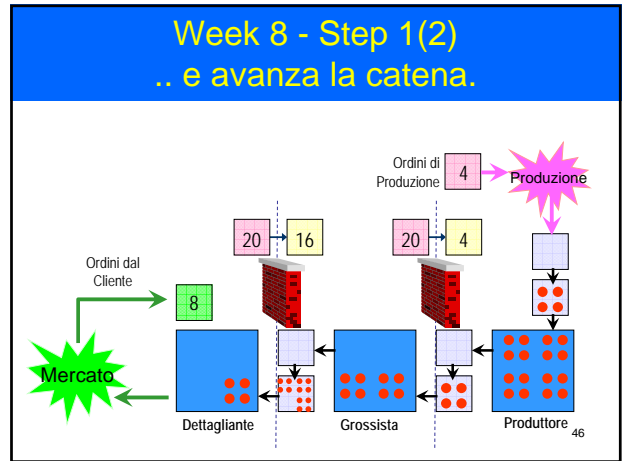 Week 8 - Step 1(2)
.. e avanza la catena.
Ordini di
Produzione
4
Produzione
20
16
20
4
Ordini dal
Cliente
8
Mercato
Dettagliante
Grossista
Produttore
46